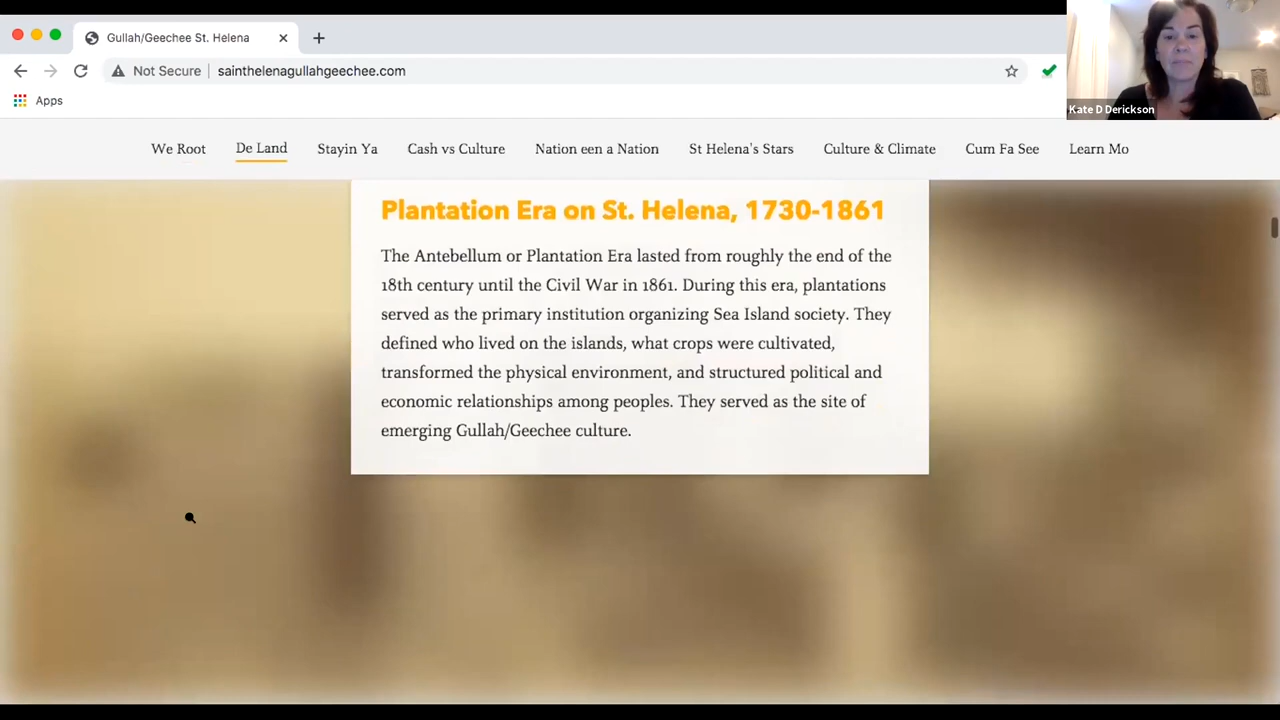 Gullah/Geechee St. Helena
Not Secure
sainthelenagullahgeechee.com
Kate D Derickson
Apps
We Root
De Land
Stayin Ya
Cash vs Culture
Nation een a Nation
St Helena's Stars
Culture & Climate
Cum Fa See
Learn Mo
Plantation Era on St. Helena, 1730-1861
The Antebellum or Plantation Era lasted from roughly the end of the
18th century until the Civil War in 1861. During this era, plantations
served as the primary institution organizing Sea Island society. They
defined who lived on the islands, what crops were cultivated,
transformed the physical environment, and structured political and
economic relationships among peoples. They served as the site of
emerging Gullah/Geechee culture.